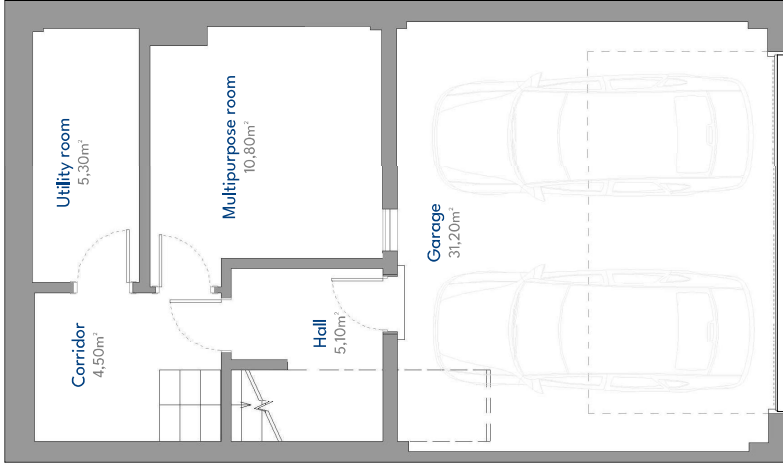 Utility room
5,30m²
Multipurpose room
10,80m²
Garage
31,20m²
Corridor
4,50m²
Hall
5,10m²